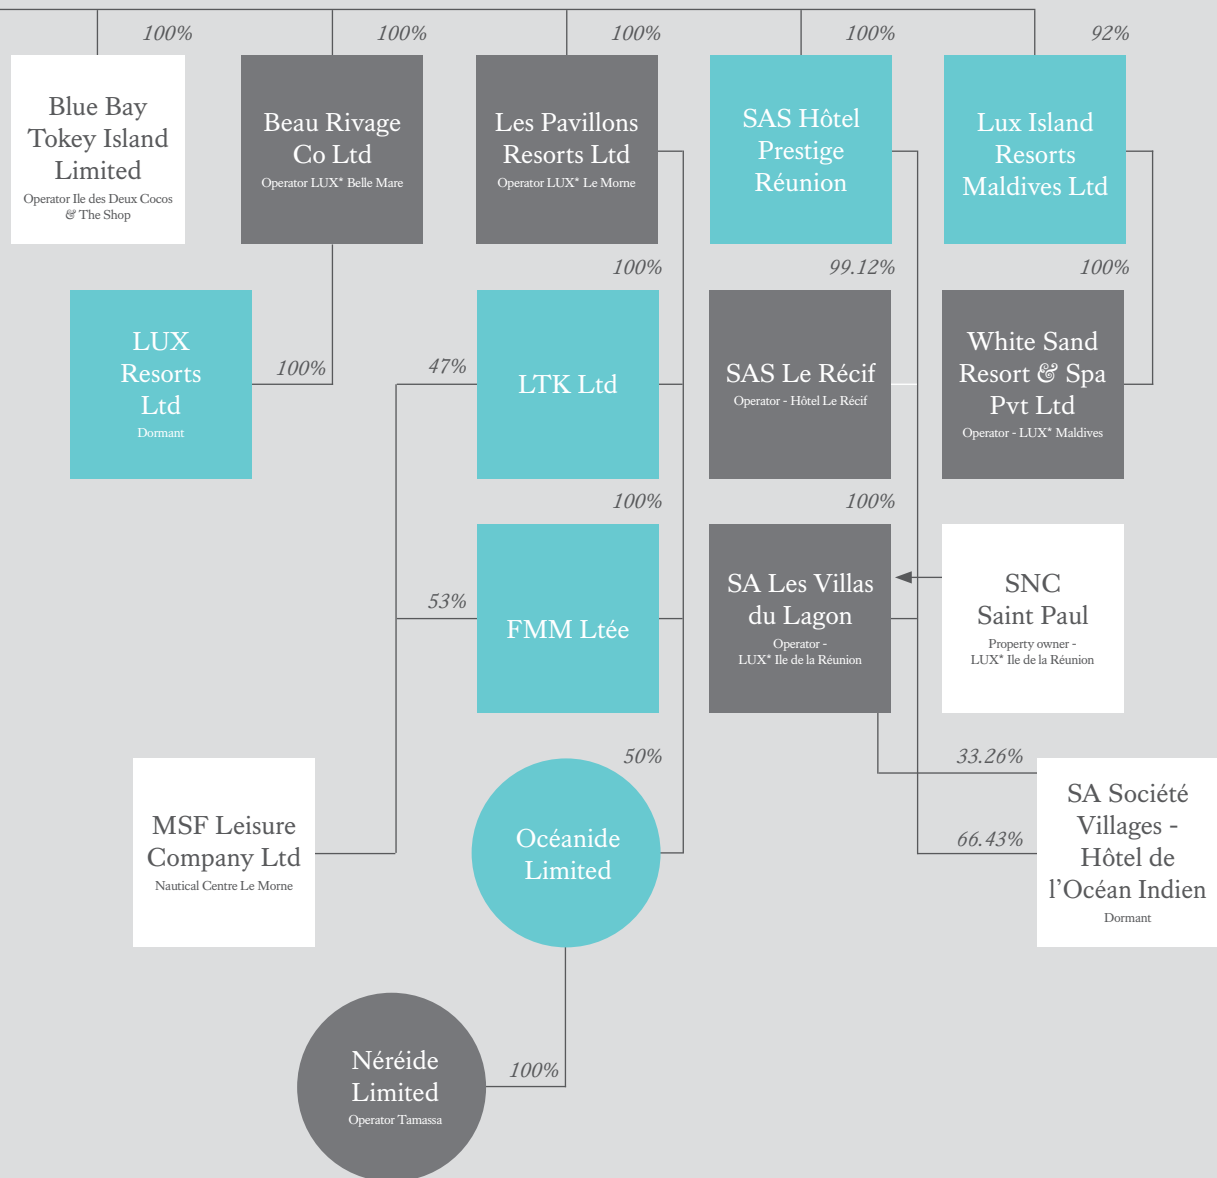 100%
100%
100%
100%
92%
Blue Bay
Tokey Island
Limited
Operator Ile des Deux Cocos
& The Shop
Beau Rivage
Co Ltd
Operator LUX* Belle Mare
Les Pavillons
Resorts Ltd
Operator LUX* Le Morne
SAS Hôtel
Prestige
Réunion
Lux Island
Resorts
Maldives Ltd
100%
99.12%
100%
LUX
Resorts
Ltd
Dormant
100%
47%
LTK Ltd
SAS Le Récif
Operator - Hôtel Le Récif
White Sand
Resort & Spa
Pvt Ltd
Operator - LUX* Maldives
100%
100%
53%
FMM Ltée
SA Les Villas
du Lagon
Operator -
LUX* Ile de la Réunion
SNC
Saint Paul
Property owner -
LUX* Ile de la Réunion
50%
33.26%
66.43%
MSF Leisure
Company Ltd
Nautical Centre Le Morne
Océanide
Limited
SA Société
Villages -
Hôtel de
l’Océan Indien
Dormant
Néréide
Limited
Operator Tamassa
100%